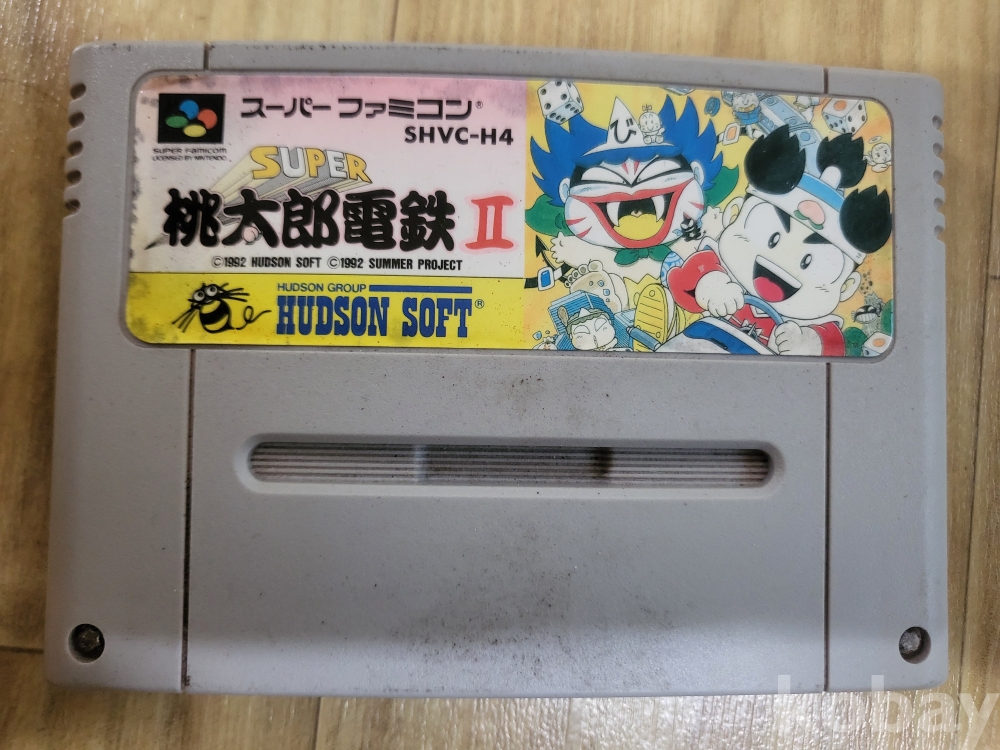 スーパーファミコン®
SHVC-H4
SUPER FAMICOM
LICENSED BY NINTENDO
SUPER
桃太郎電鉄 II
©1992 HUDSON SOFT ©1992 SUMMER PROJECT
HUDSON GROUP
HUDSON SOFT®
び